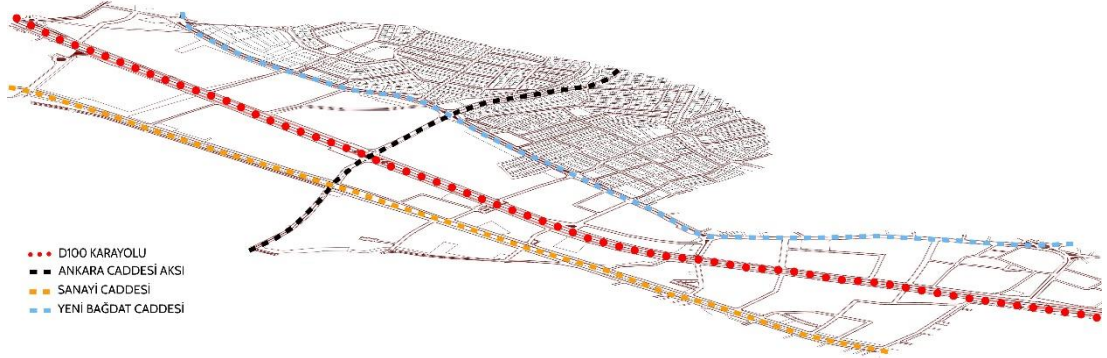 D100 KARAYOLU
ANKARA CADDESİ AKSI
SANAYİ CADDESİ
YENİ BAĞDAT CADDESİ